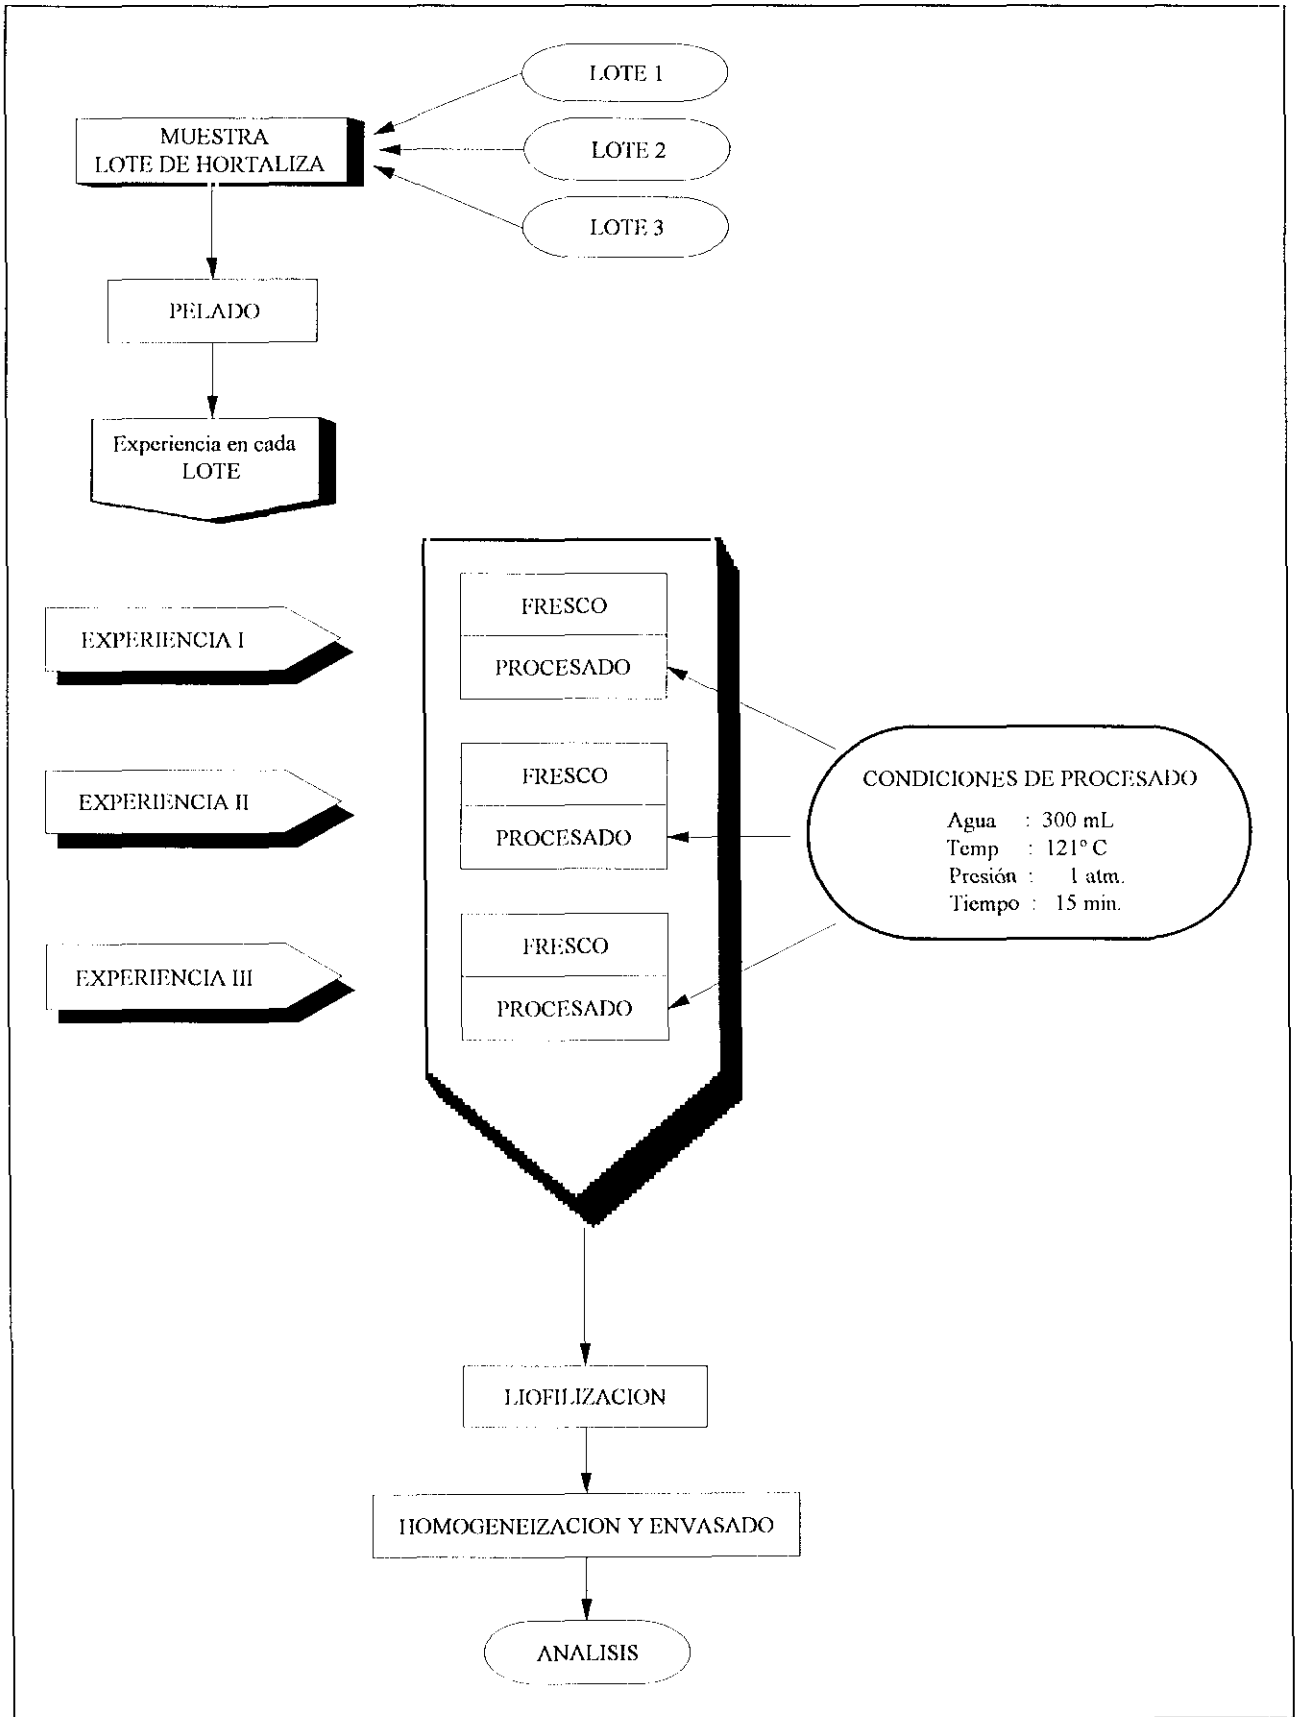 LOTE 1
MUESTRA
LOTE DE HORTALIZA
LOTE 2
LOTE 3
PELADO
Experiencia en cada
LOTE
EXPERIENCIA I
FRESCO
PROCESADO
EXPERIENCIA II
FRESCO
PROCESADO
EXPERIENCIA III
FRESCO
PROCESADO
CONDICIONES DE PROCESADO
Agua : 300 mL
Temp : 121º C
Presión : 1 atm.
Tiempo : 15 min.
LIOFILIZACION
HOMOGENEIZACION Y ENVASADO
ANALISIS